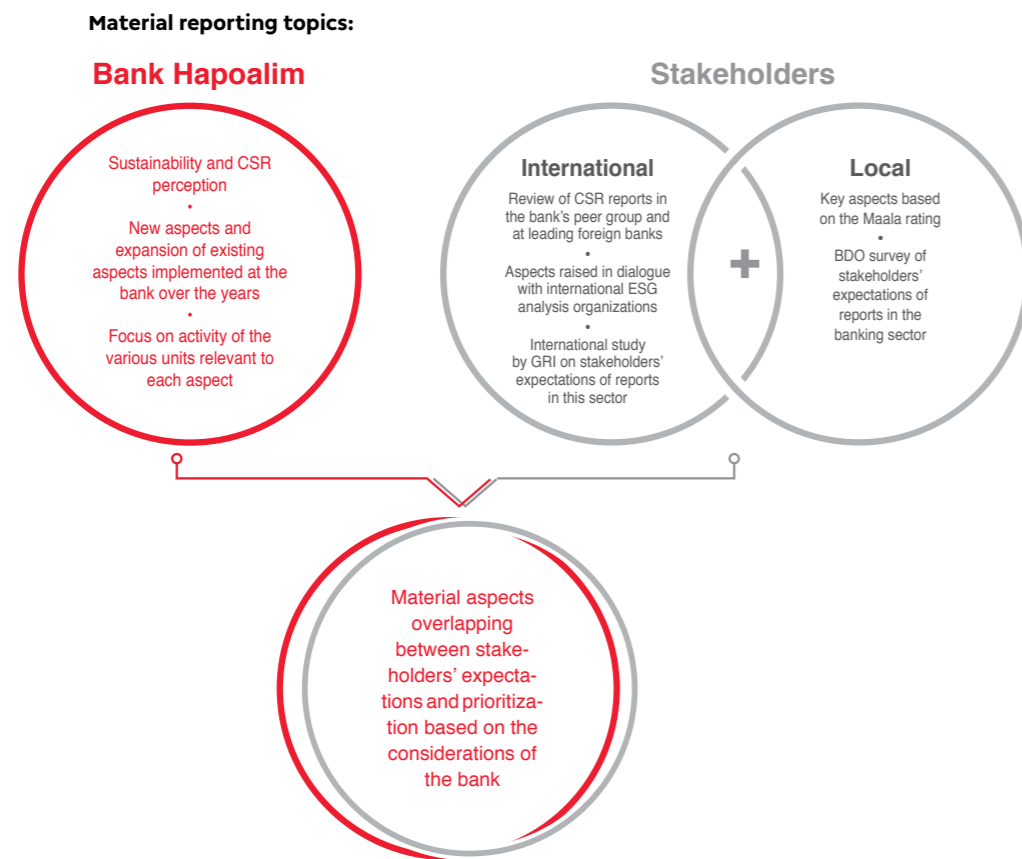 Material reporting topics:
Bank Hapoalim
Sustainability and CSR
perception
•
New aspects and
expansion of existing
aspects implemented at the
bank over the years
•
Focus on activity of the
various units relevant to
each aspect
Stakeholders
International
Review of CSR reports in
the bank's peer group and
at leading foreign banks
•
Aspects raised in dialogue
with international ESG
analysis organizations
•
International study
by GRI on stakeholders'
expectations of reports
in this sector
+
Local
Key aspects based
on the Maala rating
•
BDO survey of
stakeholders'
expectations of
reports in the
banking sector
Material aspects
overlapping
between stake-
holders' expecta-
tions and prioritiza-
tion based on the
considerations of
the bank